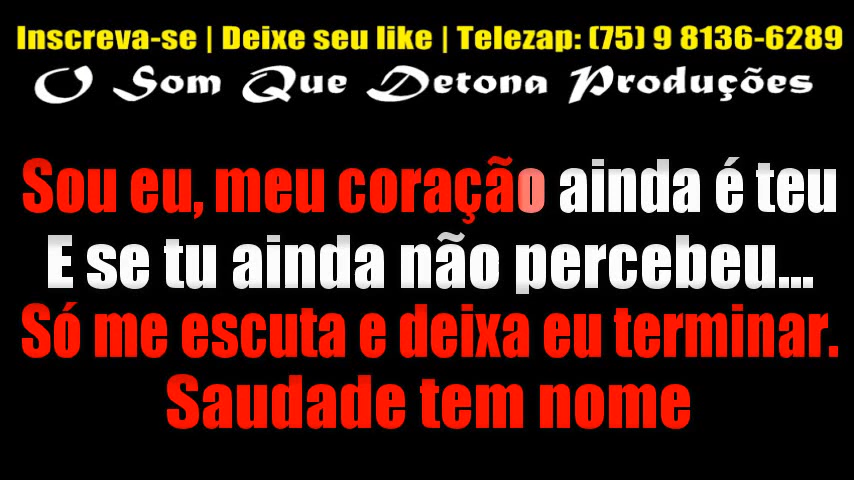 Inscreva-se | Deixe seu like | Telezap: (75) 9 8136-6289
O Som Que Detona Produções
Sou eu, meu coração ainda é teu
E se tu ainda não percebeu...
Só me escuta e deixa eu terminar.
Saudade tem nome